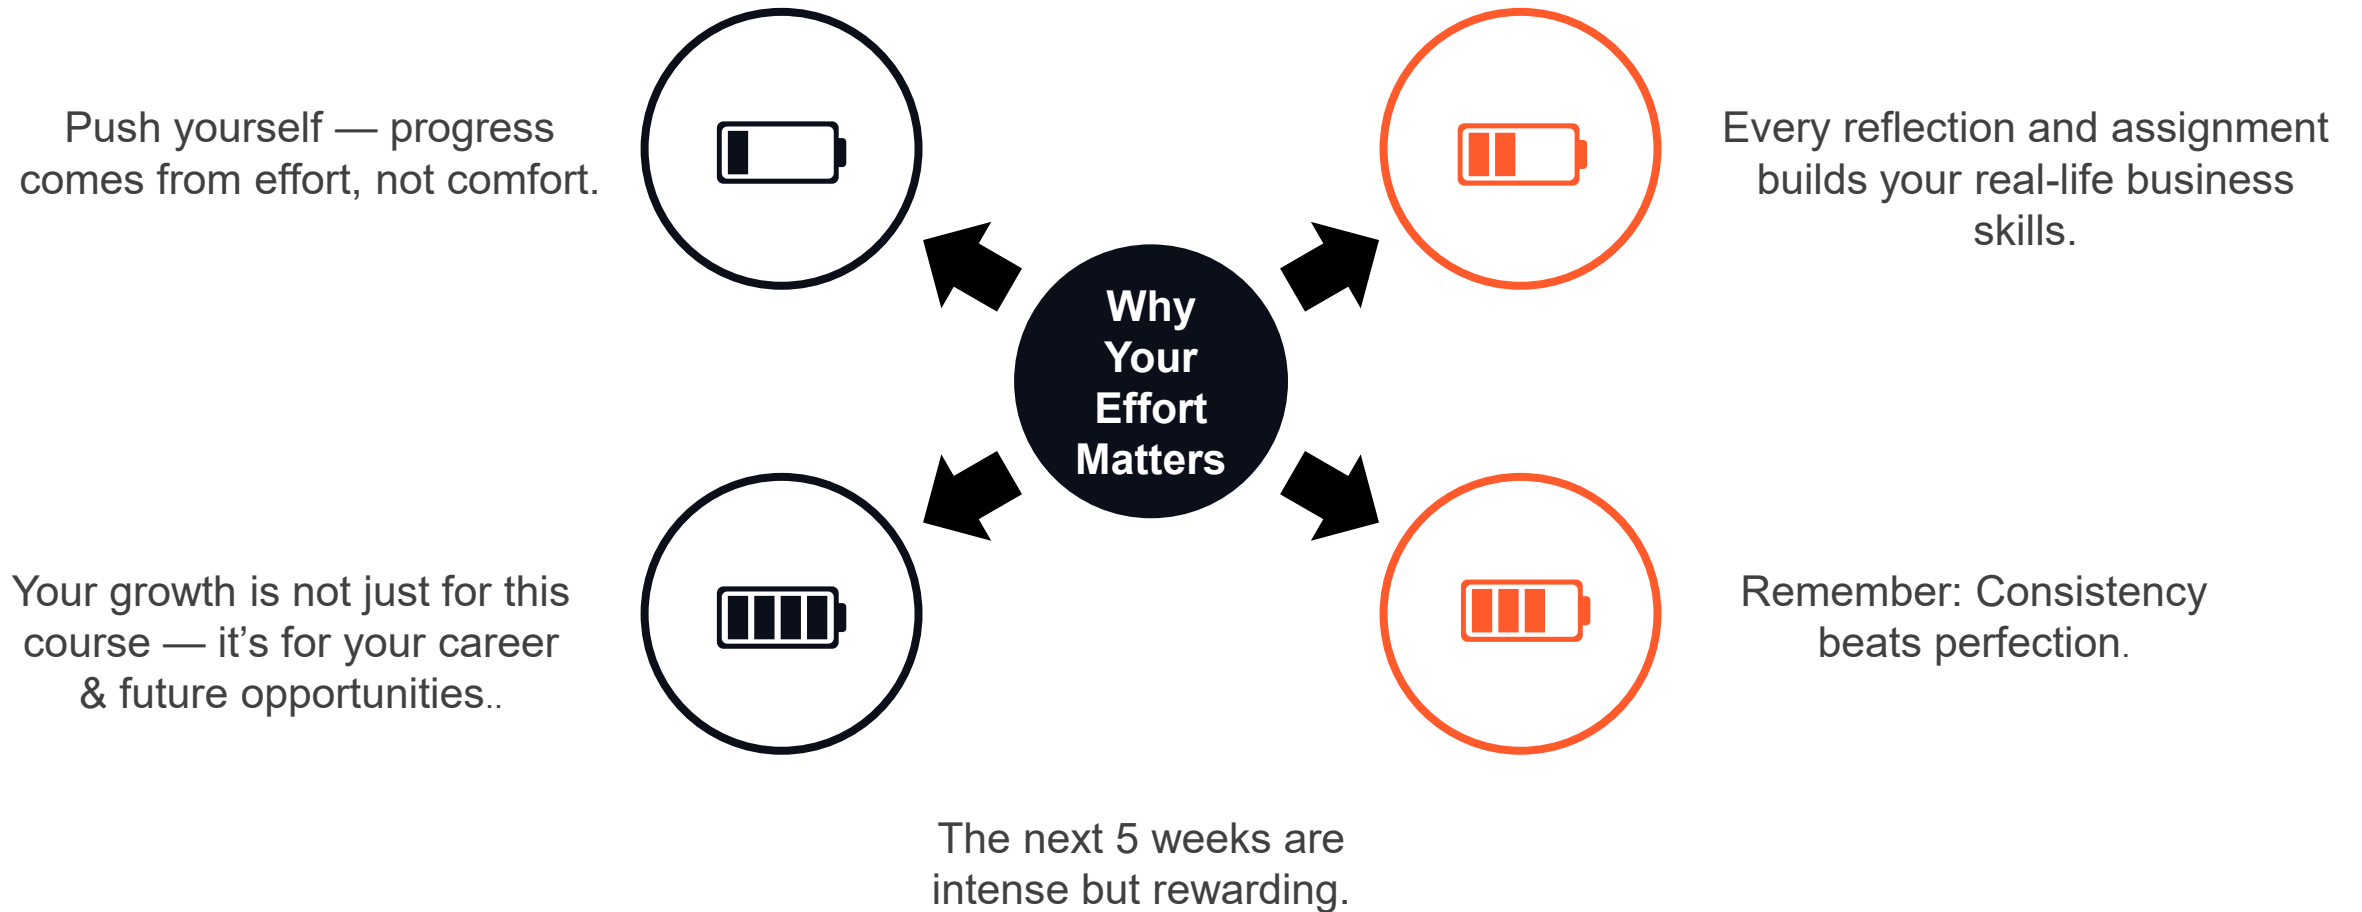 Push yourself — progress
comes from effort, not comfort.
Every reflection and assignment
builds your real-life business
skills.
Why
Your
Effort
Matters
Your growth is not just for this
course — it’s for your career
& future opportunities..
Remember: Consistency
beats perfection.
The next 5 weeks are
intense but rewarding.